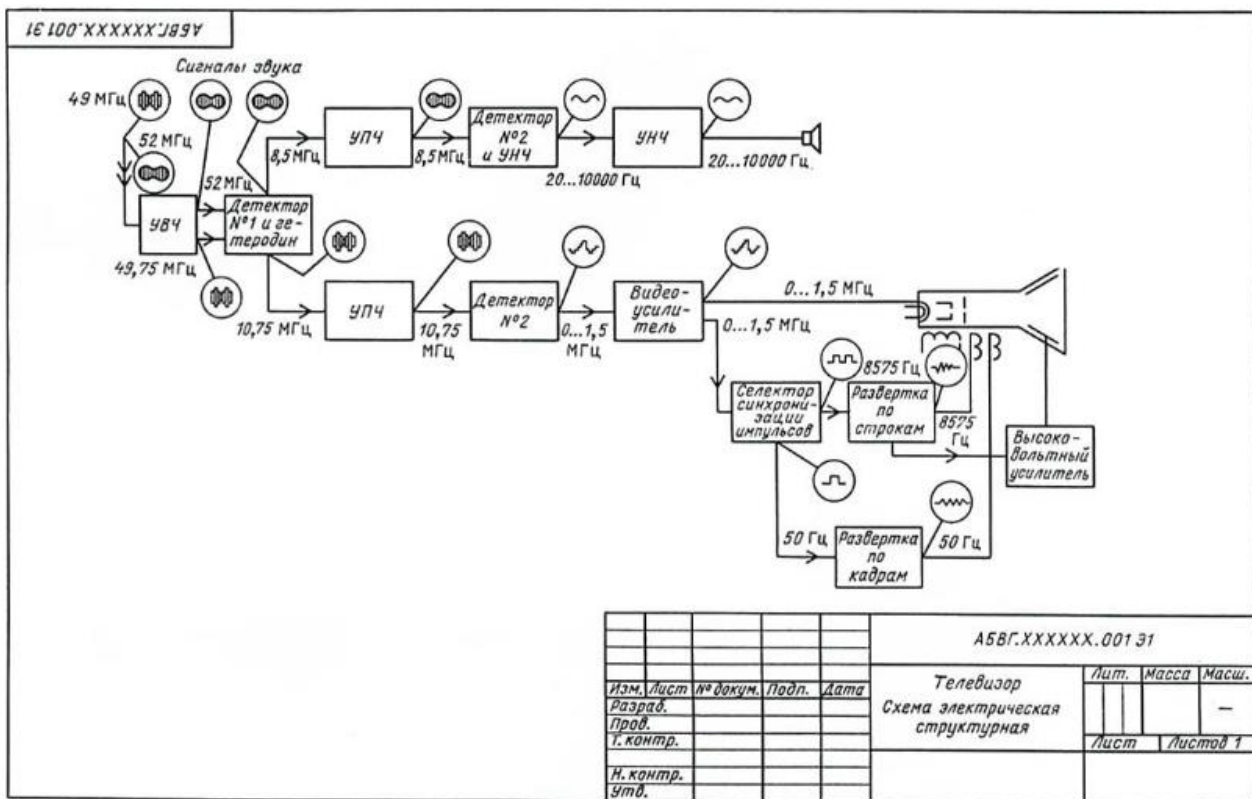 АБВГ.XXXXXX.001 Э1
Сигналы звука
49 МГц
52 МГц
УПЧ
Детектор
№2
и УНЧ
УНЧ
8,5 МГц
8,5 МГц
20...10000 Гц
20...10000 Гц
52 МГц
УВЧ
Детектор
№1 и ге-
теродин
49,75 МГц
10,75 МГц
УПЧ
10,75
МГц
Детектор
№2
0...1,5
МГц
Видео-
усили-
тель
0...1,5 МГц
0...1,5 МГц
Селектор
синхрони-
зации
импульсов
8575 Гц
Развертка
по
строкам
8575
Гц
Высоко-
вольтный
усилитель
50 Гц
Развертка
по
кадрам
50 Гц
АБВГ.XXXXXX.001 Э1
Изм. Лист № докум. Подп. Дата
Разраб.
Пров.
Т. контр.
Н. контр.
Утв.
Телевизор
Схема электрическая
структурная
Лит. Масса Масш.
—
Лист Листов 1